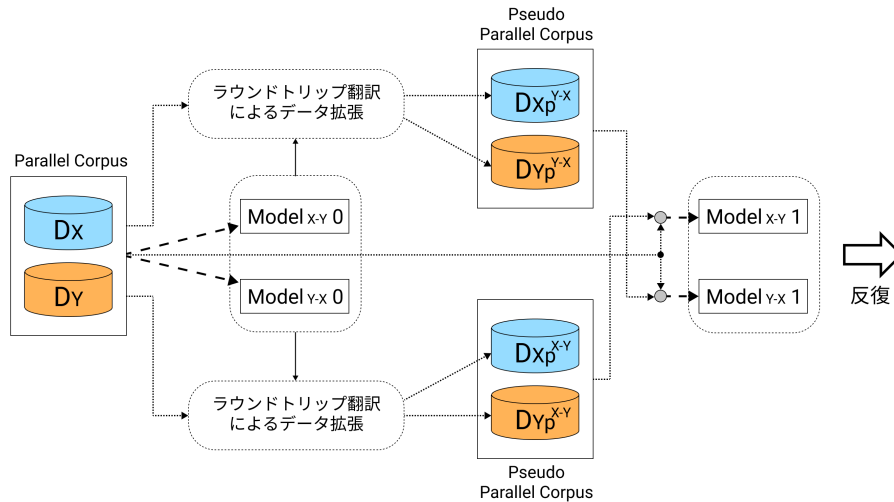 Pseudo
Parallel Corpus
ラウンドトリップ翻訳
によるデータ拡張
Dxp Y-X
DYp Y-X
Parallel Corpus
Dx
DY
Model X-Y 0
Model Y-X 0
Model X-Y 1
Model Y-X 1
反復
Dxp X-Y
DYp X-Y
ラウンドトリップ翻訳
によるデータ拡張
Pseudo
Parallel Corpus